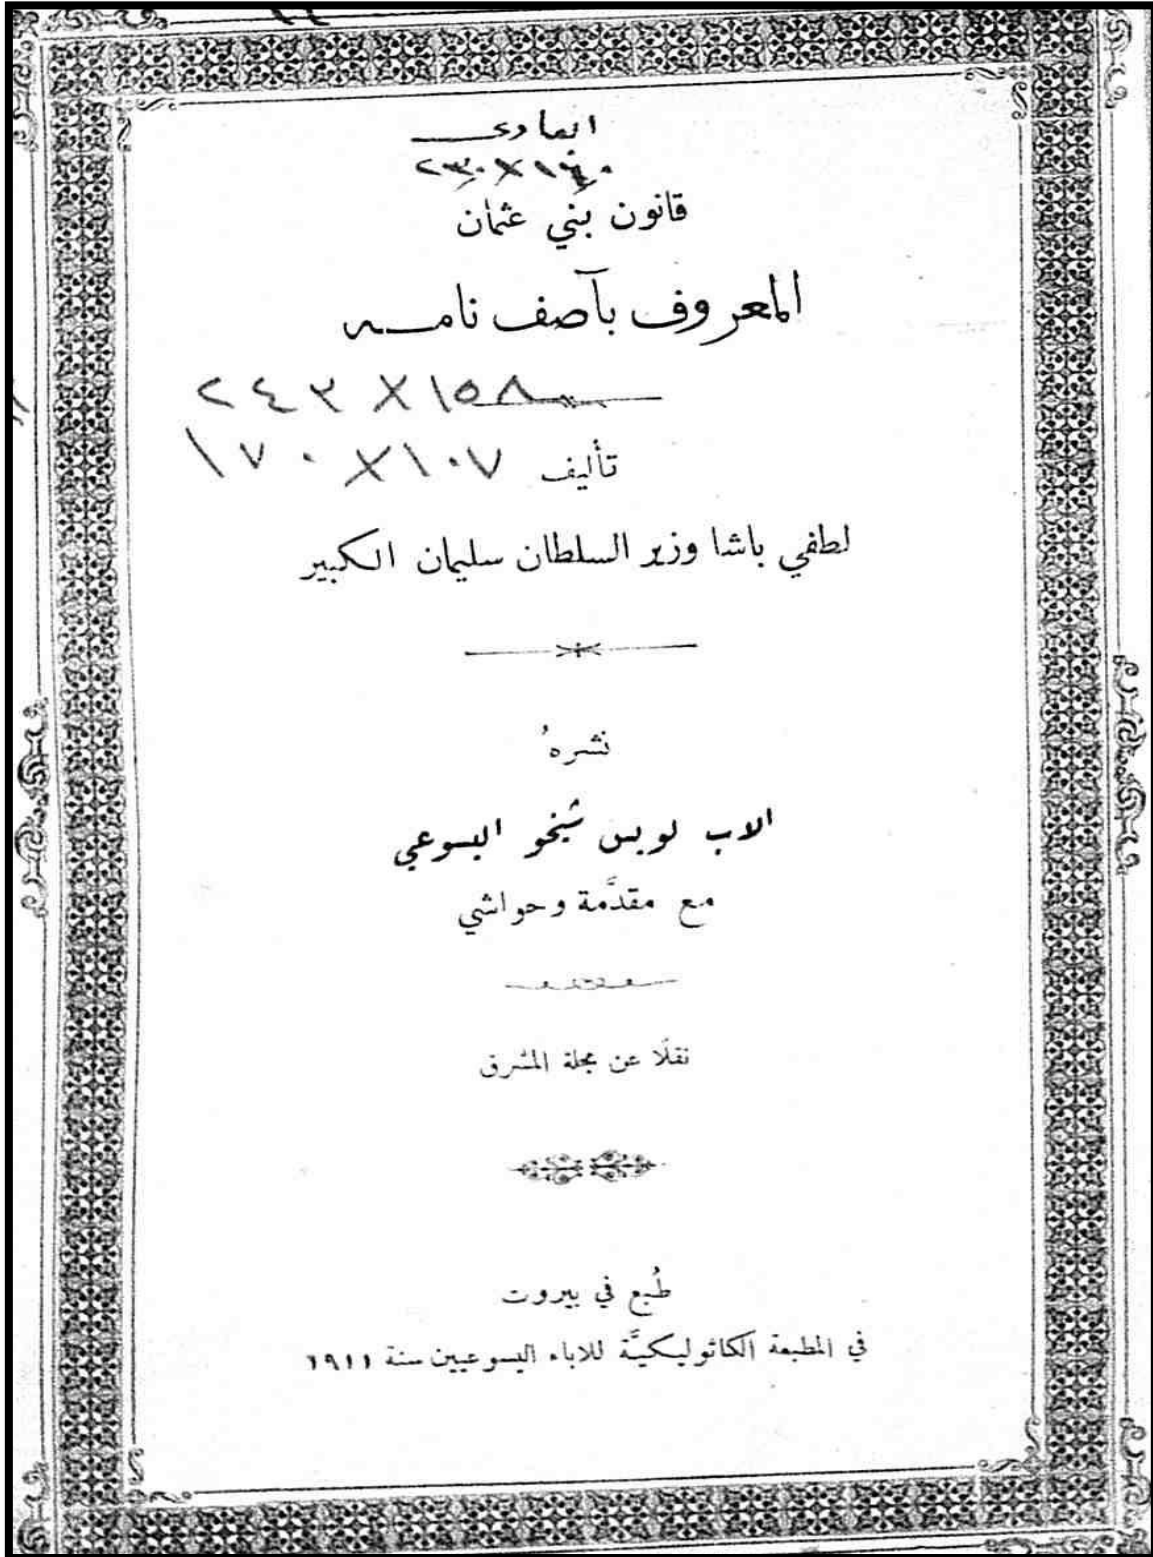 قانون بني عثمان
المعروف بآصف نامه
٢٤٣ X ١٥٨
تأليف ١٠٧ X ١٧٠
لطفي باشا وزير السلطان سليمان الكبير
نشرهُ
الاب لويس شيخو اليسوعي
مع مقدَّمة وحواشي
نقلًا عن مجلة المشرق
طُبع في بيروت
في المطبعة الكاثوليكيَّة للاباء اليسوعيين سنة ١٩١١